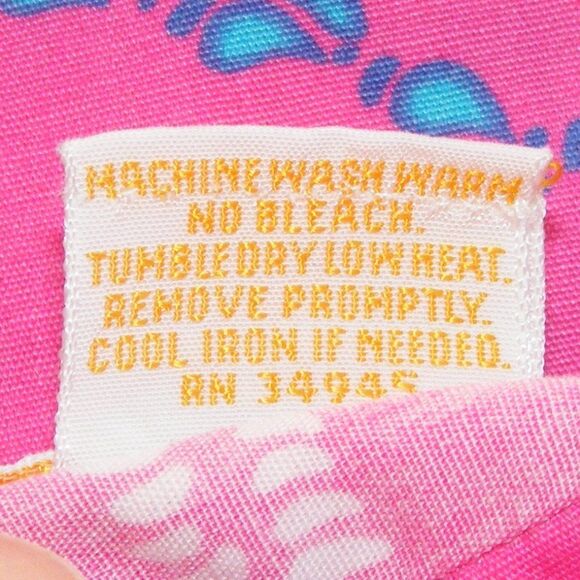 MACHINE WASH WARM
NO BLEACH.
TUMBLE DRY LOW HEAT.
REMOVE PROMPTLY.
COOL IRON IF NEEDED.
RN 34945